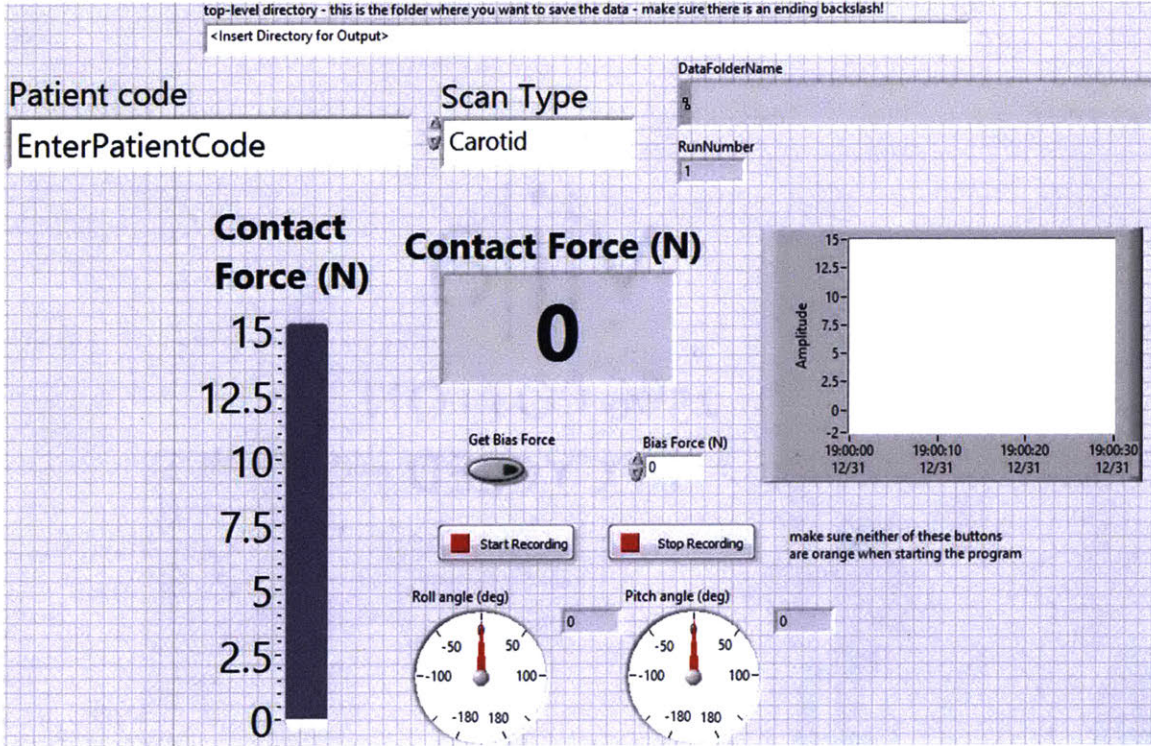 top-level directory - this is the folder where you want to save the data - make sure there is an ending backslash!
<Insert Directory for Output>
DataFolderName
Patient code
Scan Type
EnterPatientCode
Carotid
RunNumber
1
Contact
Force (N)
Contact Force (N)
0
15
12.5
10
7.5
5
2.5
0
15
12.5
10
7.5
5
2.5
0
-2
Amplitude
19:00:00 19:00:10 19:00:20 19:00:30
12/31 12/31 12/31 12/31
Get Bias Force
Bias Force (N)
0
Start Recording
Stop Recording
make sure neither of these buttons
are orange when starting the program
Roll angle (deg)
0
-50 0 50
-100 100
-180 180
Pitch angle (deg)
0
-50 0 50
-100 100
-180 180